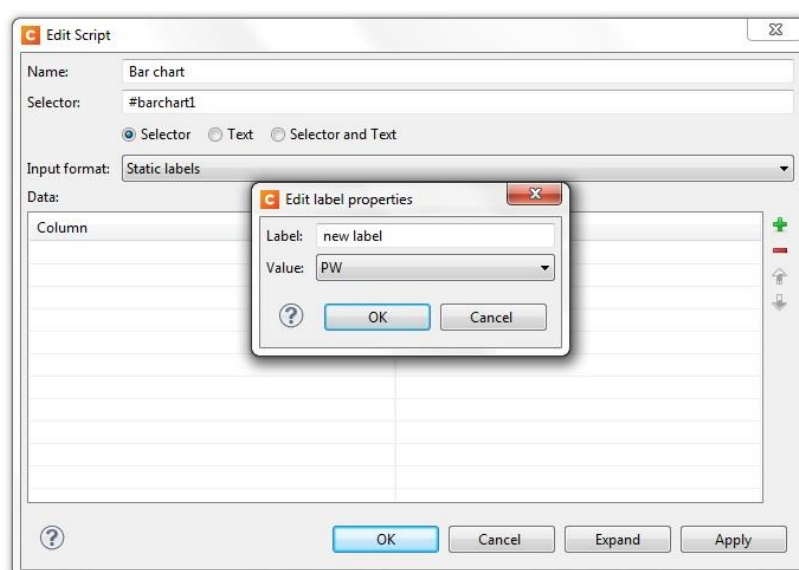 C Edit Script
Name: Bar chart
Selector: #barchart1
Selector Text Selector and Text
Input format: Static labels
Data:
Column
C Edit label properties
Label: new label
Value: PW
? OK Cancel
? OK Cancel Expand Apply